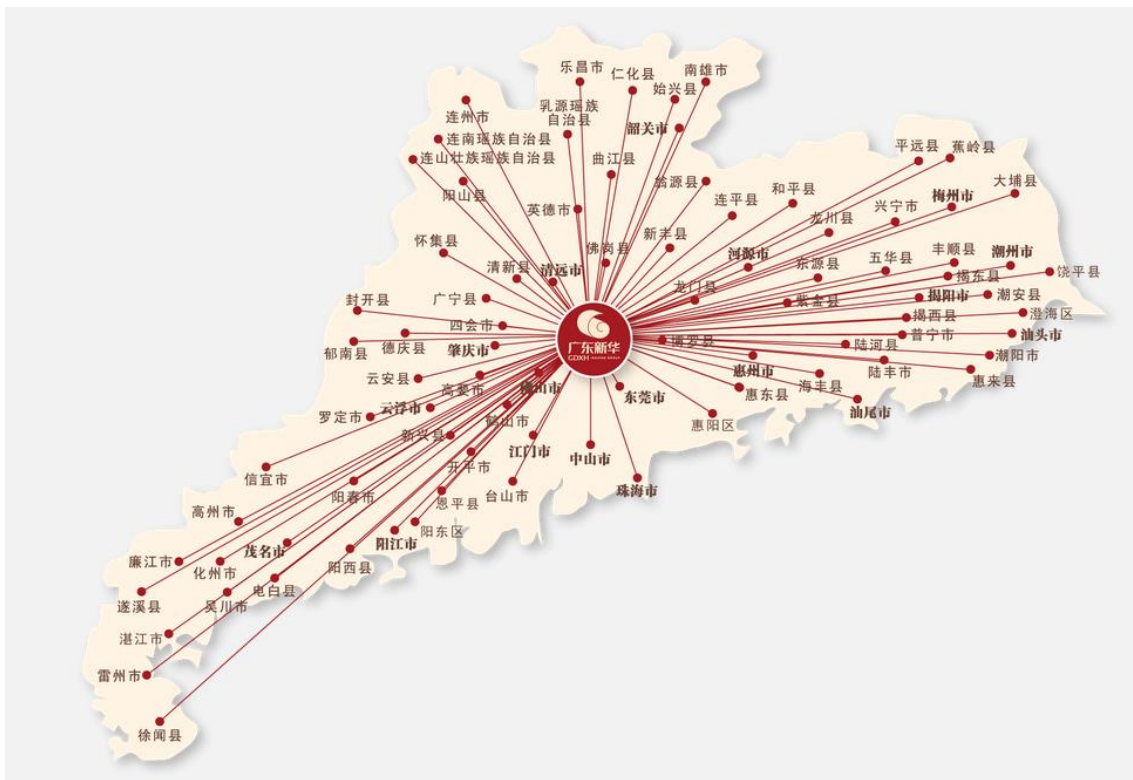 乐昌市
仁化县
南雄市
始兴县
连州市
乳源瑶族
自治县
韶关市
连南瑶族自治县
连山壮族瑶族自治县
曲江县
平远县
蕉岭县
阳山县
翁源县
和平县
大埔县
英德市
连平县
兴宁市
梅州市
龙川县
怀集县
佛岗县
新丰县
河源市
丰顺县
潮州市
清新县
清远市
东源县
五华县
揭东县
饶平县
封开县
广宁县
龙门县
紫金县
揭阳市
潮安县
四会市
揭西县
澄海区
德庆县
肇庆市
广东新华
GDXH
博罗县
陆河县
普宁市
汕头市
郁南县
惠州市
陆丰市
潮阳市
云安县
高要市
佛山市
东莞市
惠东县
海丰县
惠来县
罗定市
云浮市
鹤山市
惠阳区
汕尾市
新兴县
江门市
中山市
信宜市
开平市
阳春市
恩平县
台山市
珠海市
高州市
阳江市
阳东区
廉江市
化州市
茂名市
阳西县
遂溪县
吴川市
电白县
湛江市
雷州市
徐闻县